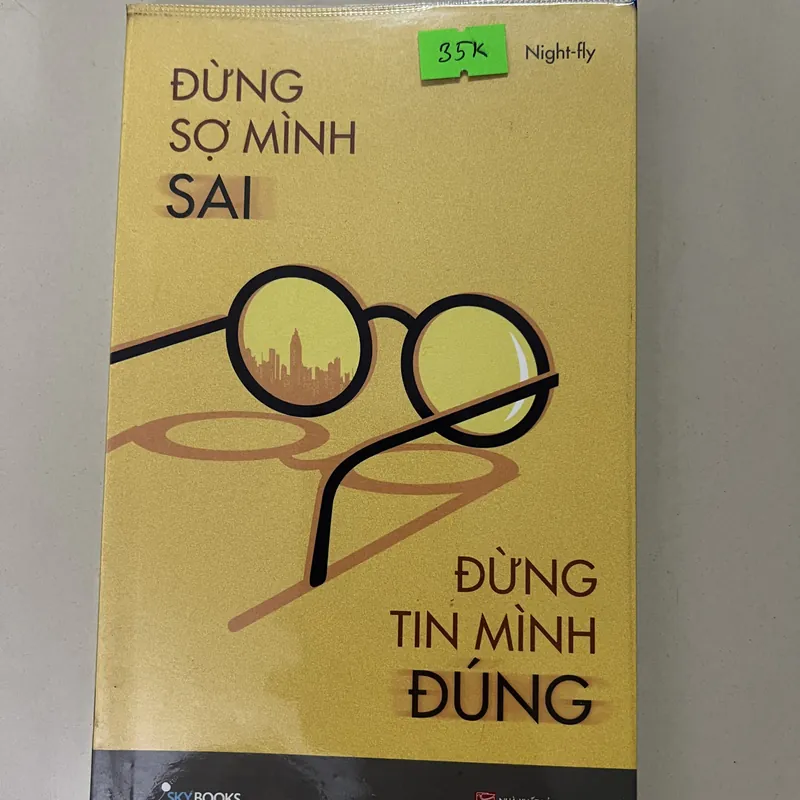 35K
Night-fly
ĐỪNG
SỢ MÌNH
SAI
ĐỪNG
TIN MÌNH
ĐÚNG
SKYBOOKS